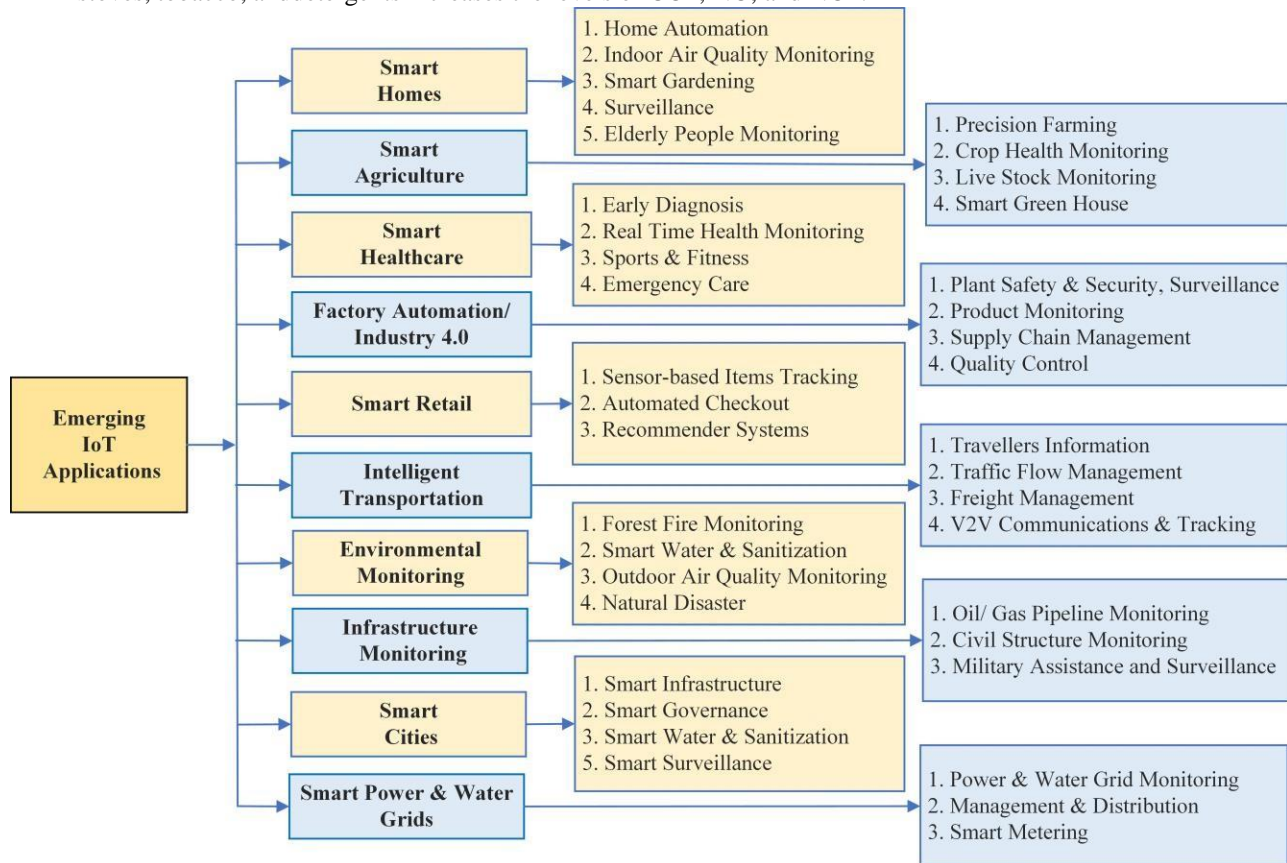 Emerging
IoT
Applications
Smart
Homes
1. Home Automation
2. Indoor Air Quality Monitoring
3. Smart Gardening
4. Surveillance
5. Elderly People Monitoring
Smart
Agriculture
1. Precision Farming
2. Crop Health Monitoring
3. Live Stock Monitoring
4. Smart Green House
Smart
Healthcare
1. Early Diagnosis
2. Real Time Health Monitoring
3. Sports & Fitness
4. Emergency Care
Factory Automation/
Industry 4.0
1. Plant Safety & Security, Surveillance
2. Product Monitoring
3. Supply Chain Management
4. Quality Control
Smart Retail
1. Sensor-based Items Tracking
2. Automated Checkout
3. Recommender Systems
Intelligent
Transportation
1. Travellers Information
2. Traffic Flow Management
3. Freight Management
4. V2V Communications & Tracking
Environmental
Monitoring
1. Forest Fire Monitoring
2. Smart Water & Sanitization
3. Outdoor Air Quality Monitoring
4. Natural Disaster
Infrastructure
Monitoring
1. Oil/ Gas Pipeline Monitoring
2. Civil Structure Monitoring
3. Military Assistance and Surveillance
Smart
Cities
1. Smart Infrastructure
2. Smart Governance
3. Smart Water & Sanitization
5. Smart Surveillance
Smart Power & Water
Grids
1. Power & Water Grid Monitoring
2. Management & Distribution
3. Smart Metering